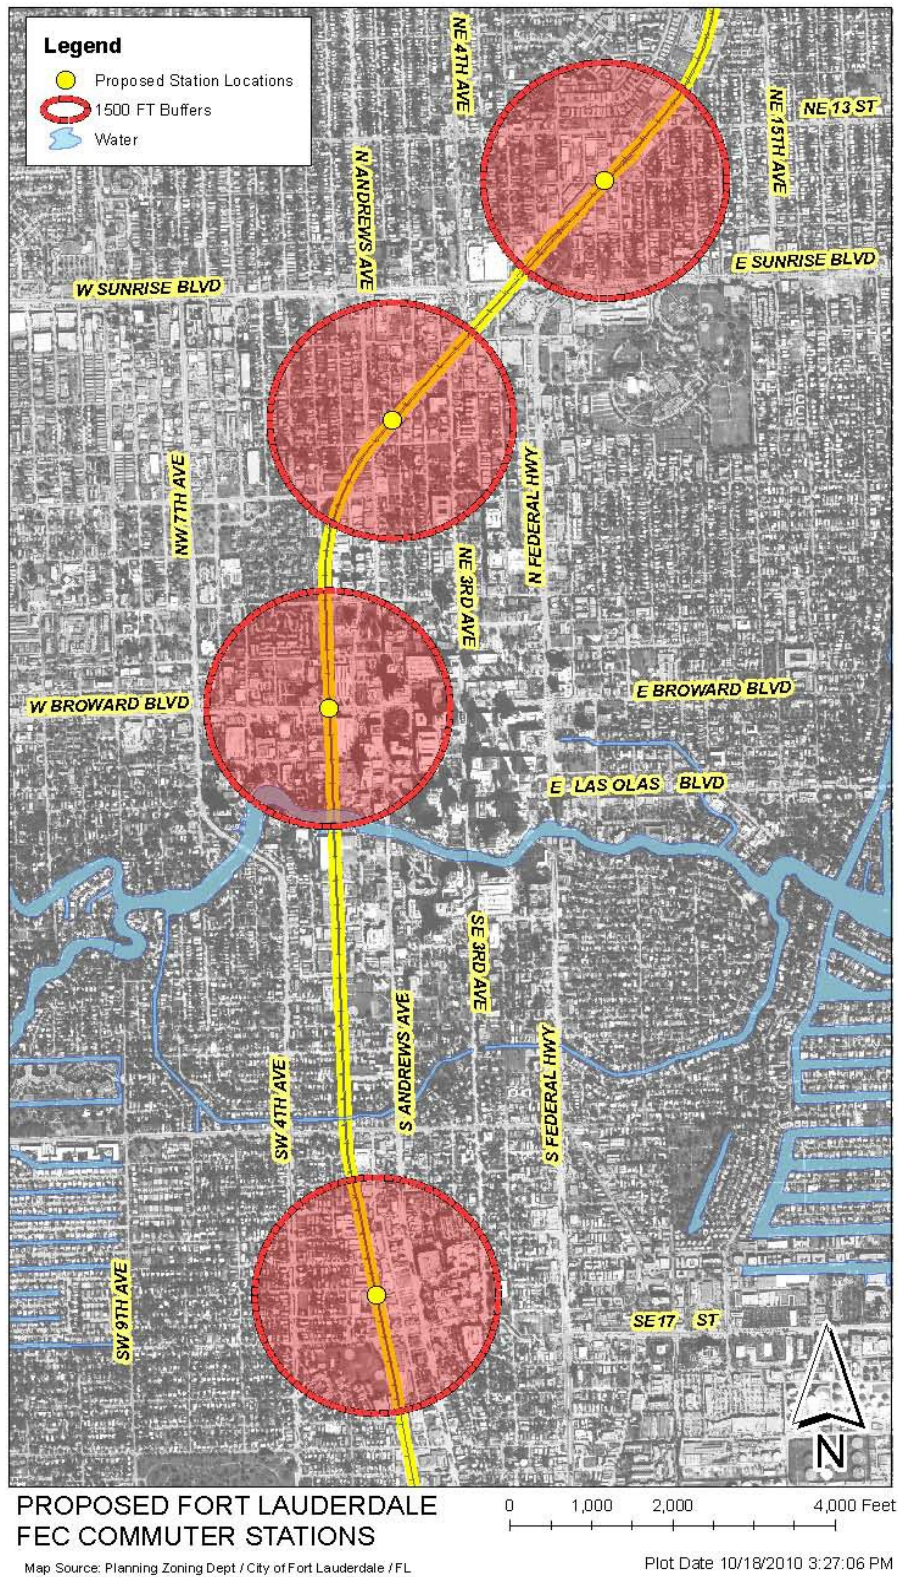 Legend
Proposed Station Locations
1500 FT Buffers
Water
NE 4TH AVE
NE 13 ST
NE 15TH AVE
N ANDREWS AVE
E SUNRISE BLVD
W SUNRISE BLVD
NW 7TH AVE
N FEDERAL HWY
NE 3RD AVE
E BROWARD BLVD
W BROWARD BLVD
E LAS OLAS BLVD
SE 3RD AVE
S ANDREWS AVE
S FEDERAL HWY
SW 4TH AVE
SW 9TH AVE
SE 17 ST
N
PROPOSED FORT LAUDERDALE
FEC COMMUTER STATIONS
0 1,000 2,000 4,000 Feet
Map Source: Planning Zoning Dept / City of Fort Lauderdale / FL
Plot Date 10/18/2010 3:27:06 PM